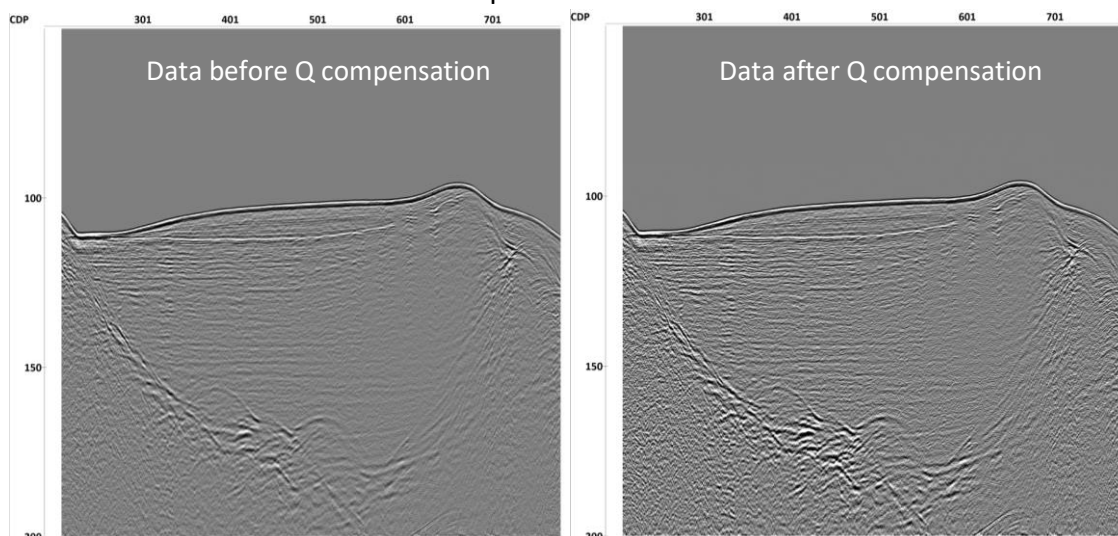 CDP 301 401 501 601 701
Data before Q compensation
100
150
CDP 301 401 501 601 701
Data after Q compensation
100
150